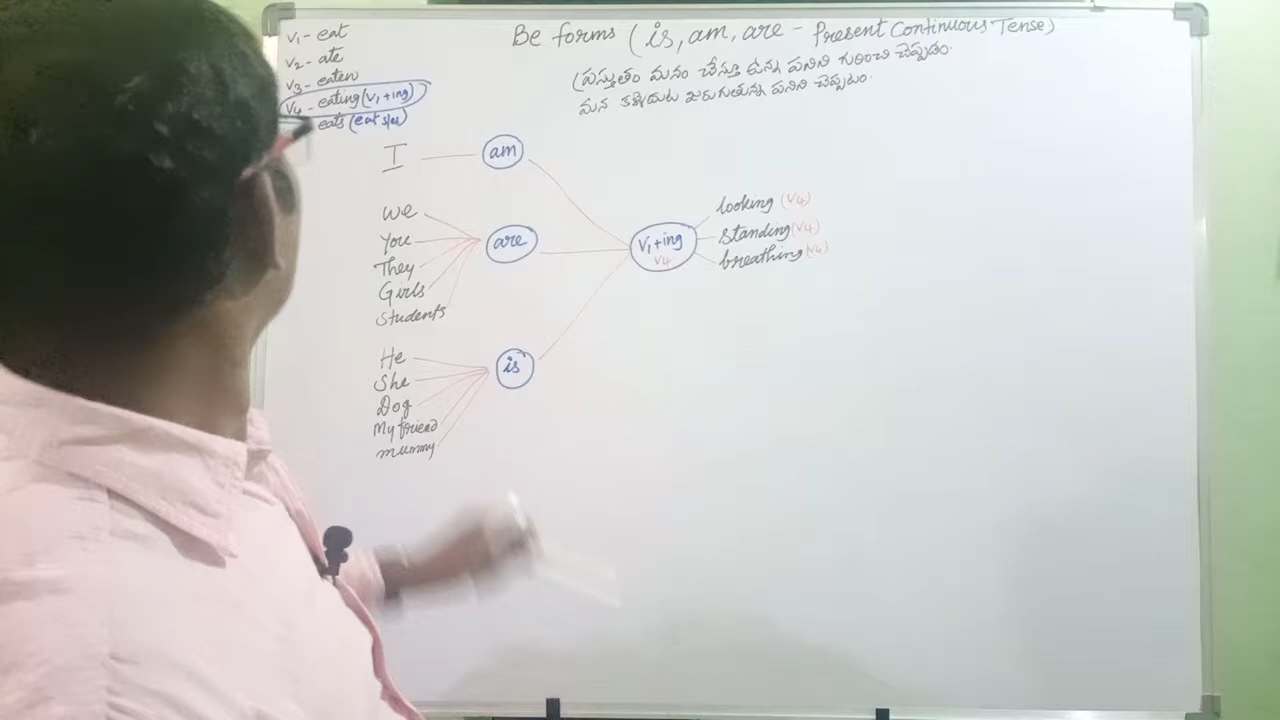 v1 - eat
v2 - ate
v3 - eaten
v4 - eating (v1+ing)
eats (eat s/es)
Be forms (is, am, are - Present Continuous Tense)
(ప్రస్తుతం మనం చేస్తూ ఉన్న పనిని గురించి చెప్పడం.
మన కళ్లెదుట జరుగుతున్న పనిని చెప్పటం.
I
am
We
You
They
Girls
Students
are
He
She
Dog
My friend
mummy
is
V1+ing
V4
looking (V4)
standing (V4)
breathing (V4)